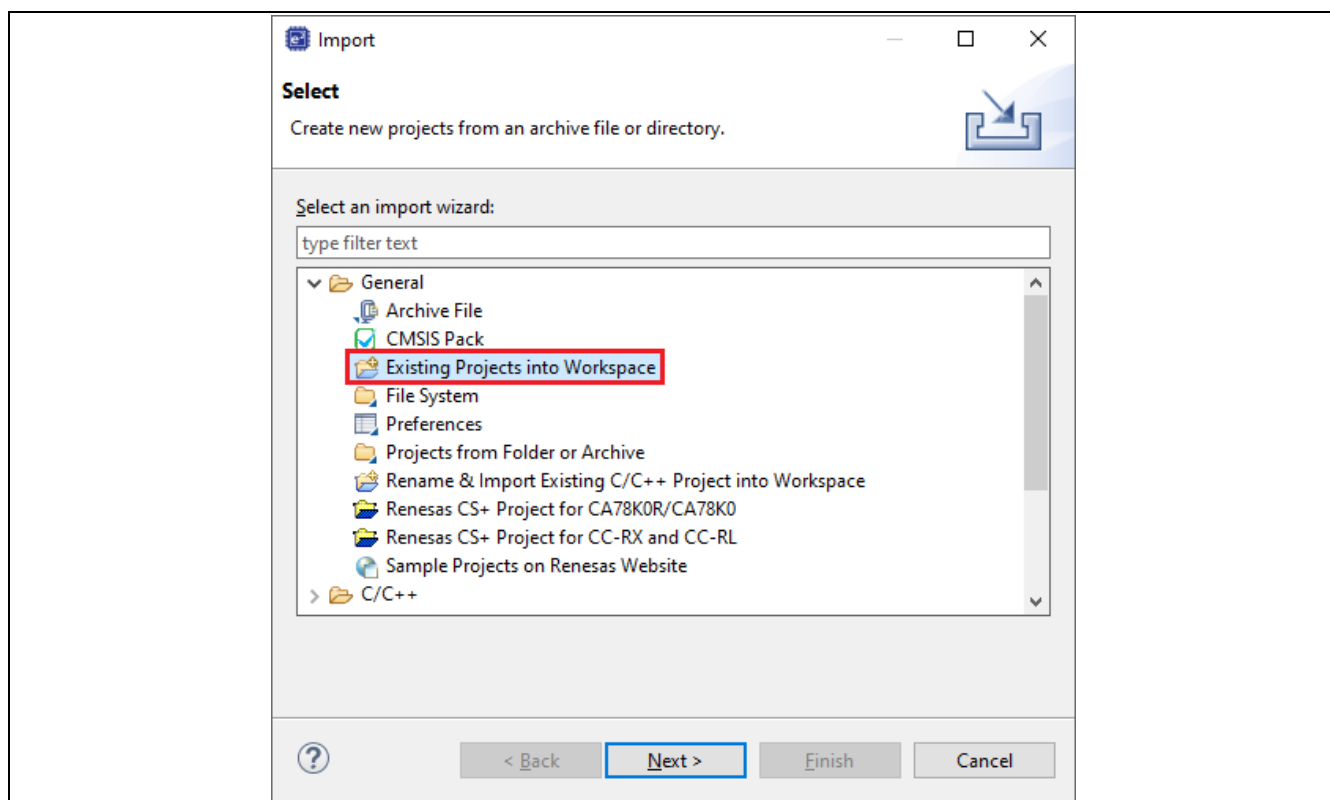 Import
Select
Create new projects from an archive file or directory.
Select an import wizard:
type filter text
General
Archive File
CMSIS Pack
Existing Projects into Workspace
File System
Preferences
Projects from Folder or Archive
Rename & Import Existing C/C++ Project into Workspace
Renesas CS+ Project for CA78K0R/CA78K0
Renesas CS+ Project for CC-RX and CC-RL
Sample Projects on Renesas Website
C/C++
? < Back Next > Finish Cancel